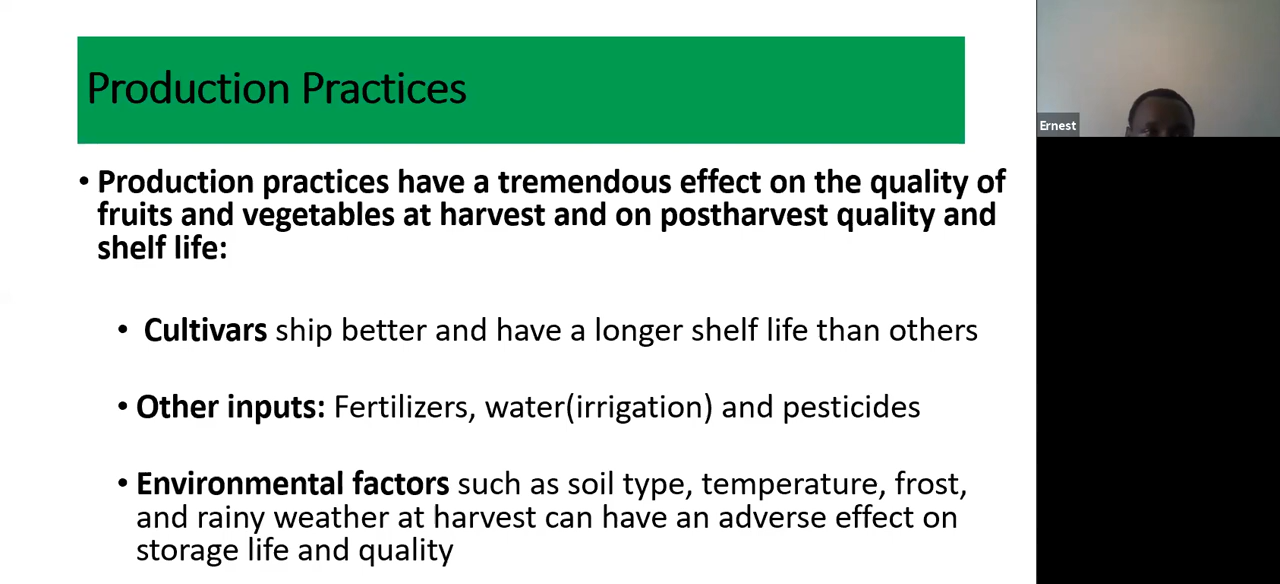 Production Practices
• Production practices have a tremendous effect on the quality of
fruits and vegetables at harvest and on postharvest quality and
shelf life:
• Cultivars ship better and have a longer shelf life than others
• Other inputs: Fertilizers, water(irrigation) and pesticides
• Environmental factors such as soil type, temperature, frost,
and rainy weather at harvest can have an adverse effect on
storage life and quality
Ernest